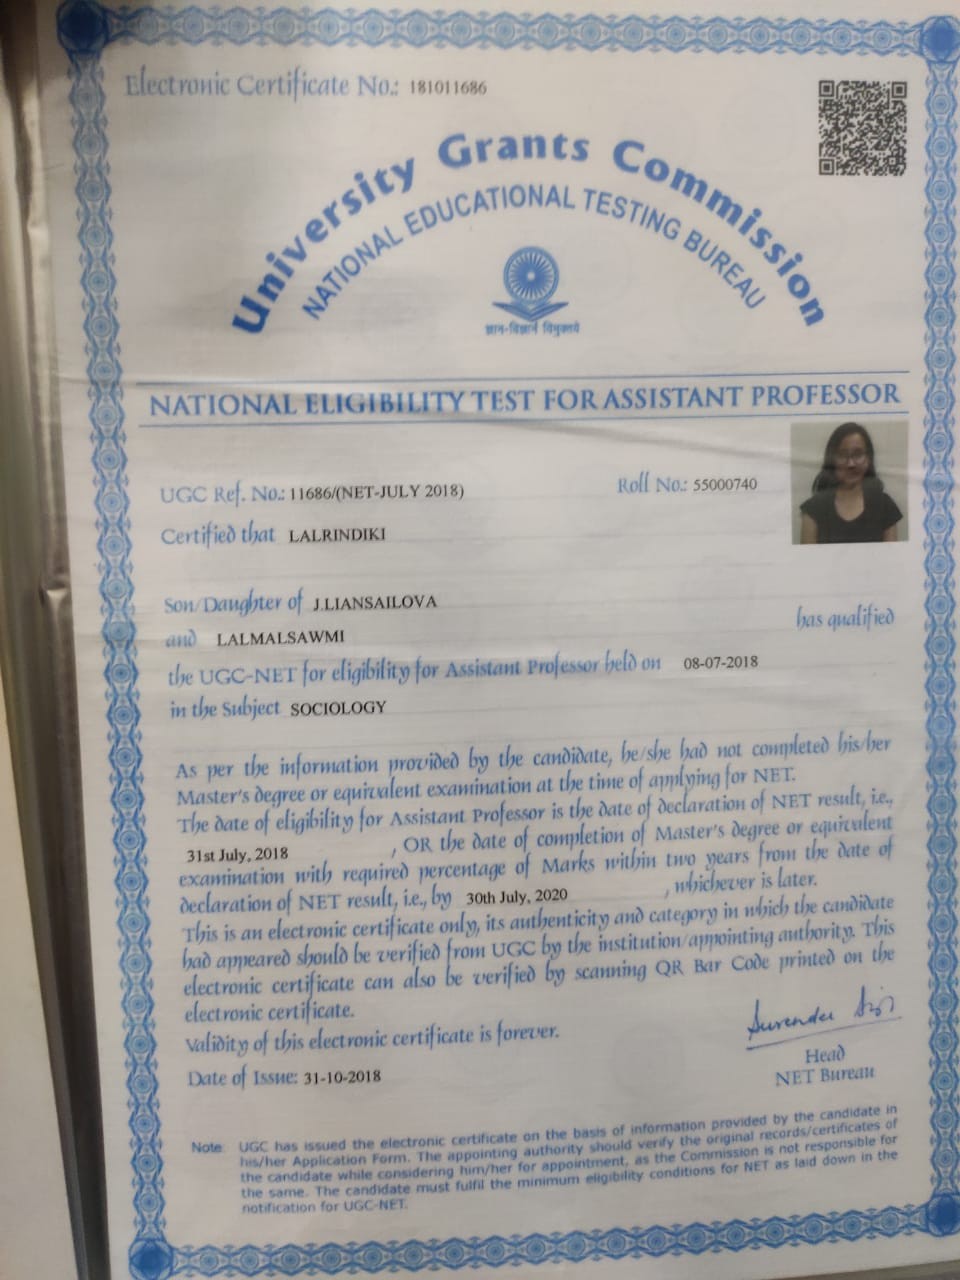 Electronic Certificate No.: 181011686
University Grants Commission
NATIONAL EDUCATIONAL TESTING BUREAU
ज्ञान-विज्ञानं विमुक्तये
NATIONAL ELIGIBILITY TEST FOR ASSISTANT PROFESSOR
UGC Ref. No.: 11686/(NET-JULY 2018) Roll No.: 55000740
Certified that LALRINDIKI
Son/Daughter of J.LIANSAILOVA
and LALMALSAWMI has qualified
the UGC-NET for eligibility for Assistant Professor held on 08-07-2018
in the Subject SOCIOLOGY
As per the information provided by the candidate, he/she had not completed his/her
Master's degree or equivalent examination at the time of applying for NET.
The date of eligibility for Assistant Professor is the date of declaration of NET result, i.e.,
31st July, 2018 , OR the date of completion of Master's degree or equivalent
examination with required percentage of Marks within two years from the date of
declaration of NET result, i.e., by 30th July, 2020 , whichever is later.
This is an electronic certificate only, its authenticity and category in which the candidate
had appeared should be verified from UGC by the institution/appointing authority. This
electronic certificate can also be verified by scanning QR Bar Code printed on the
electronic certificate.
Validity of this electronic certificate is forever.
Date of Issue: 31-10-2018
Head
NET Bureau
Note: UGC has issued the electronic certificate on the basis of information provided by the candidate in
his/her Application Form. The appointing authority should verify the original records/certificates of
the candidate while considering him/her for appointment, as the Commission is not responsible for
the same. The candidate must fulfil the minimum eligibility conditions for NET as laid down in the
notification for UGC-NET.